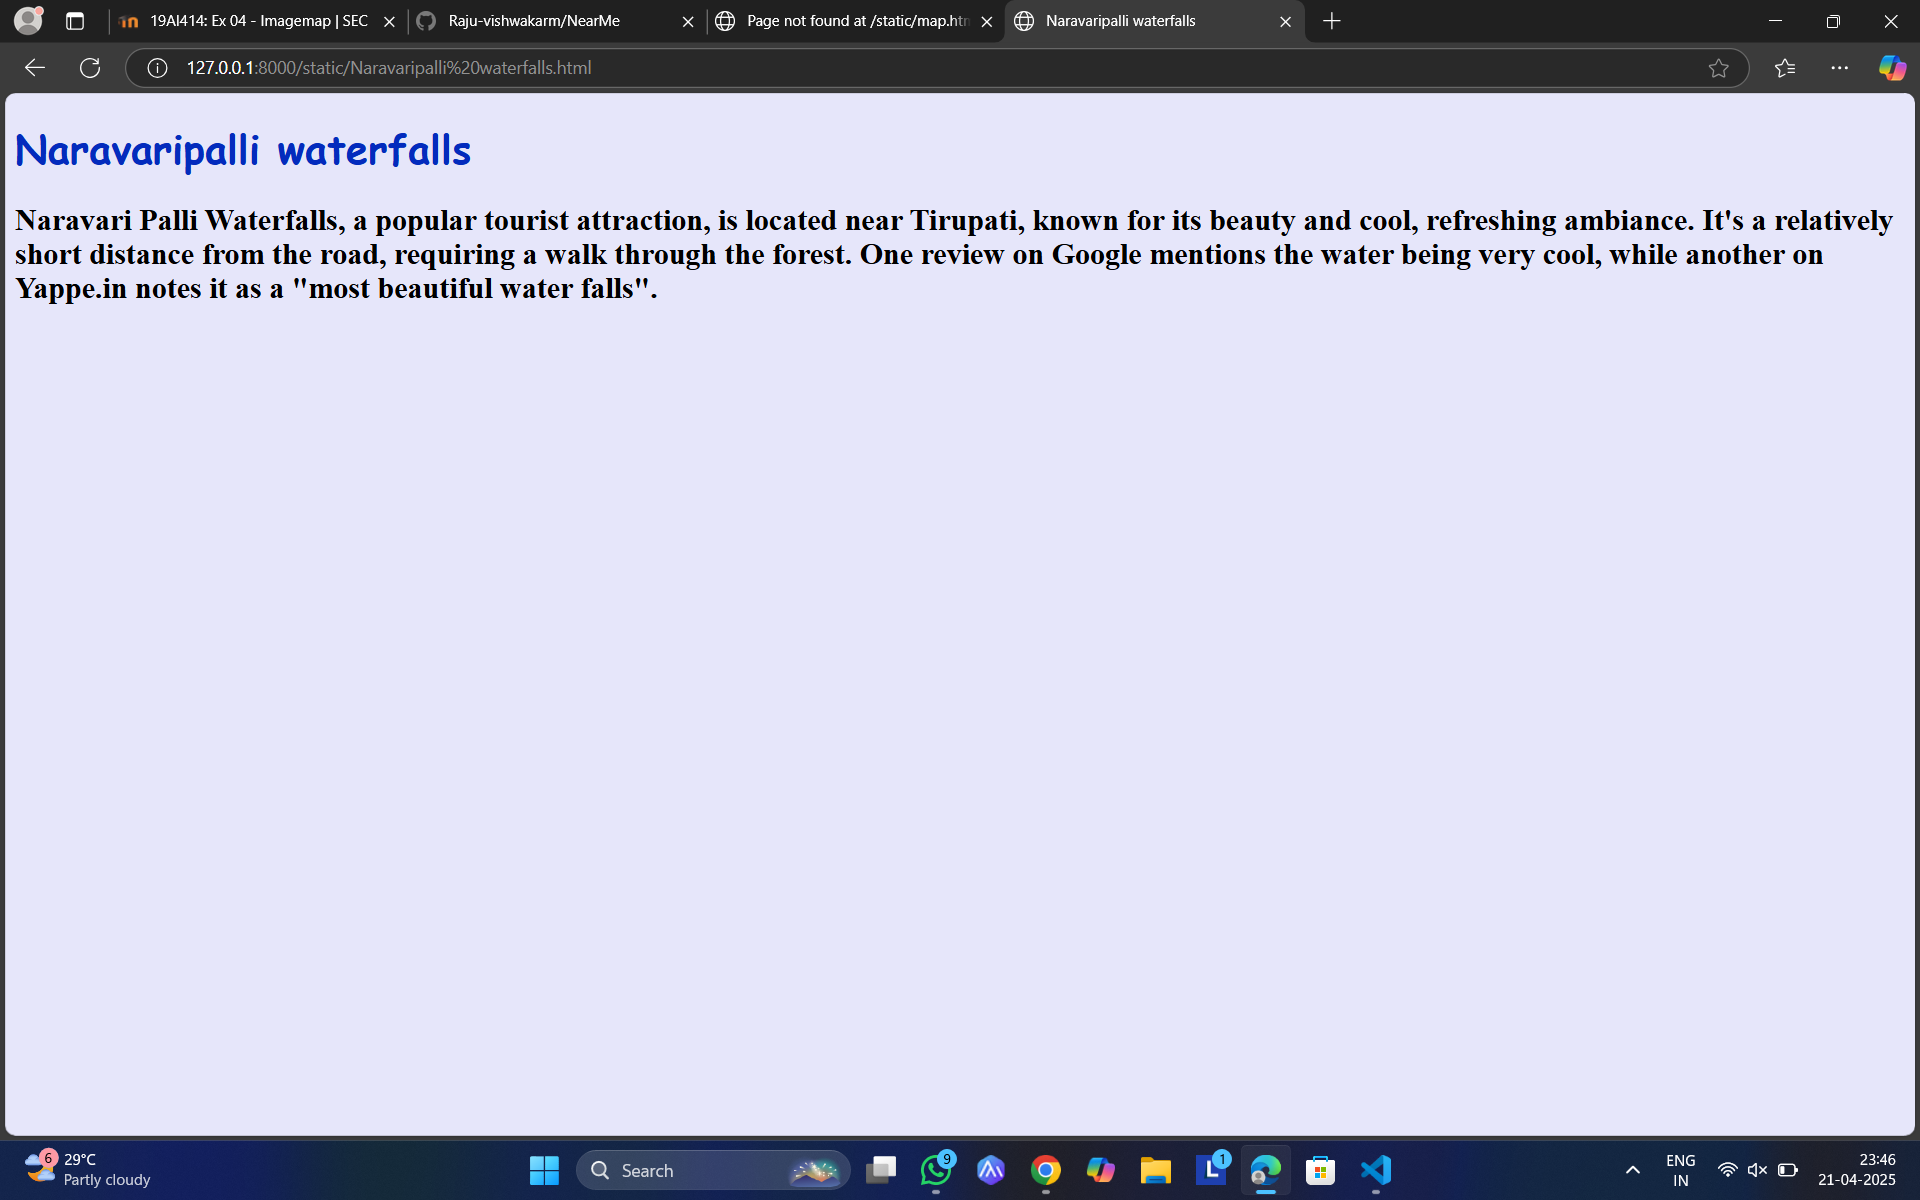 19AI414: Ex 04 - Imagemap | SEC
Raju-vishwakarm/NearMe
Page not found at /static/map.htm
Naravaripalli waterfalls
127.0.0.1:8000/static/Naravaripalli%20waterfalls.html
Naravaripalli waterfalls
Naravari Palli Waterfalls, a popular tourist attraction, is located near Tirupati, known for its beauty and cool, refreshing ambiance. It's a relatively
short distance from the road, requiring a walk through the forest. One review on Google mentions the water being very cool, while another on
Yappe.in notes it as a "most beautiful water falls".
6
29°C
Partly cloudy
Search
9
L
1
ENG
IN
23:46
21-04-2025